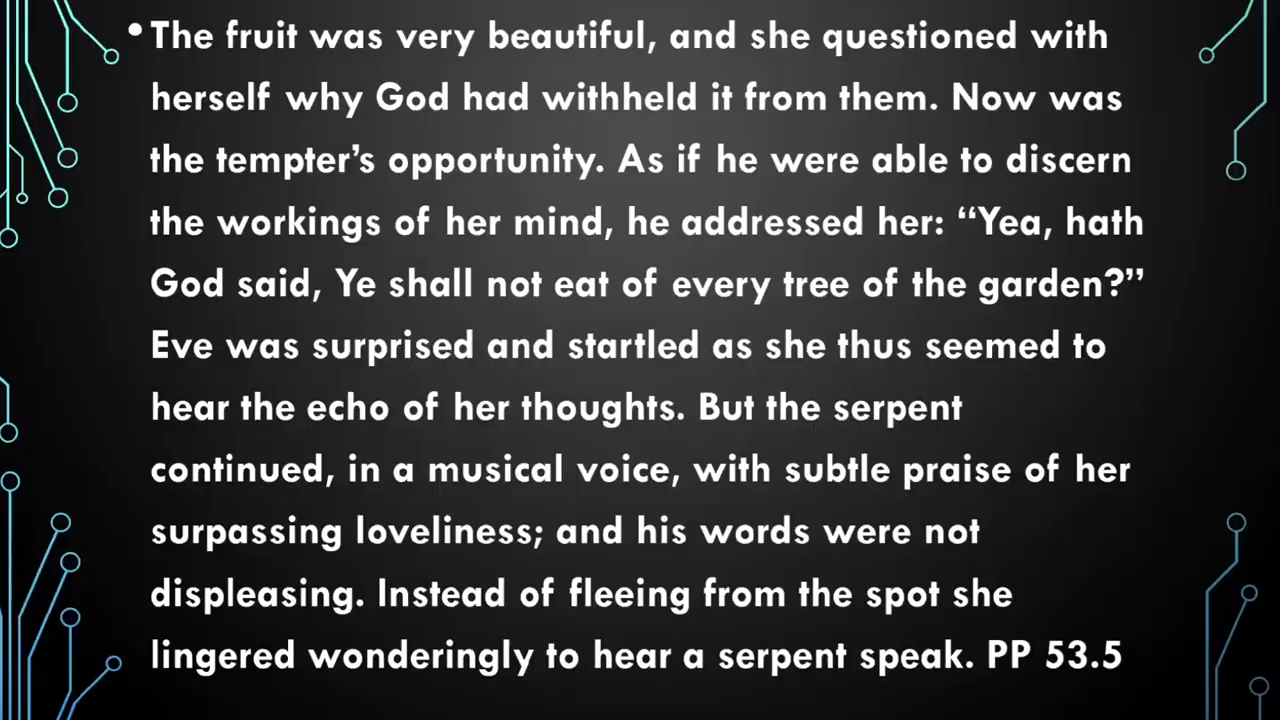 • The fruit was very beautiful, and she questioned with
herself why God had withheld it from them. Now was
the tempter’s opportunity. As if he were able to discern
the workings of her mind, he addressed her: “Yea, hath
God said, Ye shall not eat of every tree of the garden?”
Eve was surprised and startled as she thus seemed to
hear the echo of her thoughts. But the serpent
continued, in a musical voice, with subtle praise of her
surpassing loveliness; and his words were not
displeasing. Instead of fleeing from the spot she
lingered wonderingly to hear a serpent speak. PP 53.5